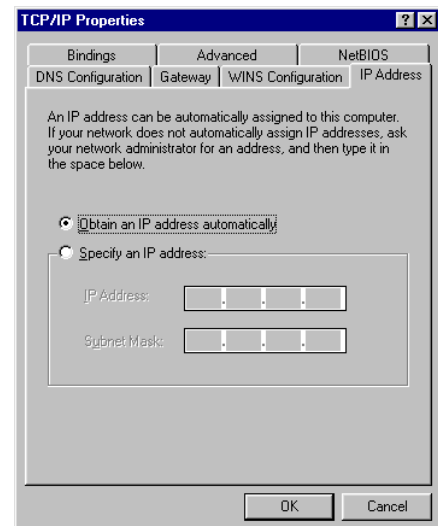 TCP/IP Properties
? X
Bindings Advanced NetBIOS
DNS Configuration Gateway WINS Configuration IP Address
An IP address can be automatically assigned to this computer.
If your network does not automatically assign IP addresses, ask
your network administrator for an address, and then type it in
the space below.
Obtain an IP address automatically
Specify an IP address:
IP Address:
. . .
Subnet Mask:
. . .
OK Cancel